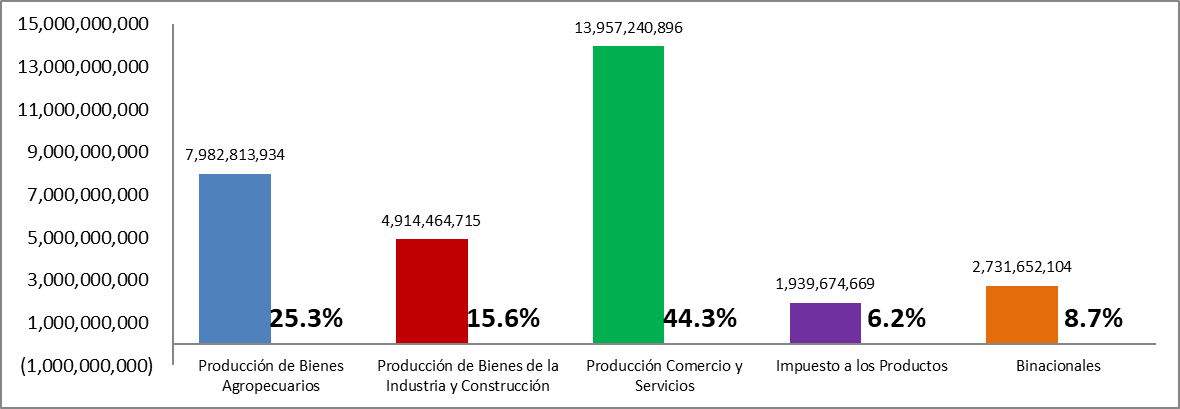 15,000,000,000
13,000,000,000
11,000,000,000
9,000,000,000
7,000,000,000
5,000,000,000
3,000,000,000
1,000,000,000
(1,000,000,000)
7,982,813,934
4,914,464,715
13,957,240,896
1,939,674,669
2,731,652,104
25.3%
15.6%
44.3%
6.2%
8.7%
Producción de Bienes
Agropecuarios
Producción de Bienes de la
Industria y Construcción
Producción Comercio y
Servicios
Impuesto a los Productos
Binacionales